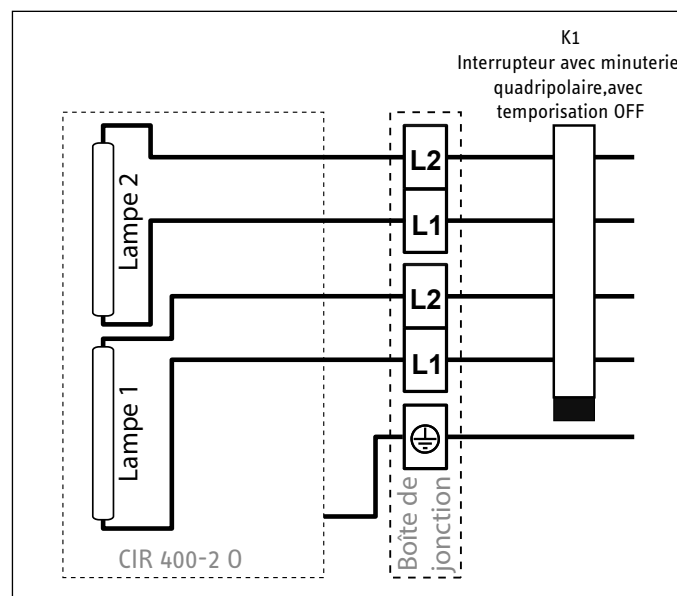 K1
Interrupteur avec minuterie
quadripolaire,avec
temporisation OFF
Lampe 2
L2
L1
Lampe 1
L2
L1
Boîte de
jonction
CIR 400-2 O